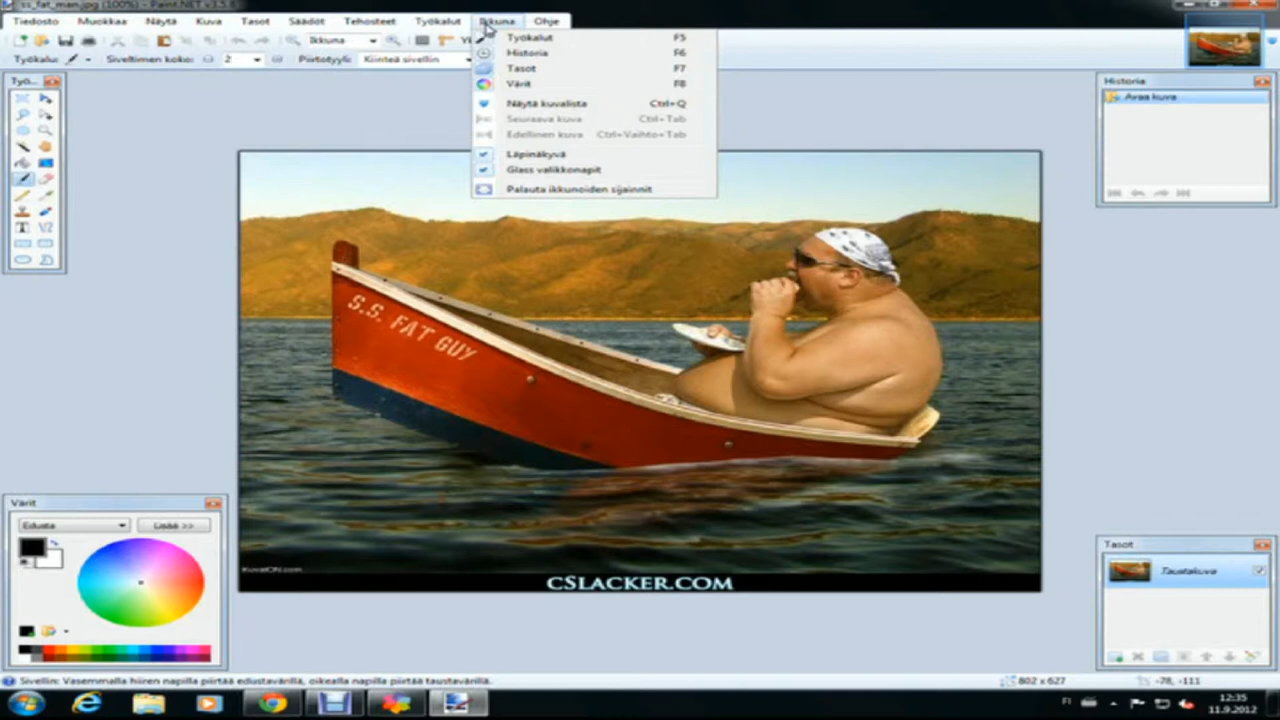 ss_fat_man.jpg (100%) - Paint.NET v3.5.8
Tiedosto Muokkaa Näytä Kuva Tasot Säädöt Tehosteet Työkalut Ikkuna Ohje
Ikkuna
Työkalu: Siveltimen koko: 2 Piirtotyyli: Kiinteä sivellin
Työkalut F5
Historia F6
Tasot F7
Värit F8
Näytä kuvalista Ctrl+Q
Seuraava kuva Ctrl+Tab
Edellinen kuva Ctrl+Vaihto+Tab
Läpinäkyvä
Glass valikkonapit
Palauta ikkunoiden sijainnit
Työ...
Historia
Avaa kuva
S.S. FAT GUY
KuvatON.com
cSLACKER.COM
Värit
Edusta Lisää >>
Tasot
Taustakuva
Sivellin: Vasemmalla hiiren napilla piirtää edustavärillä, oikealla napilla piirtää taustavärillä.
802 x 627 -78, -111
FI 12:35
11.9.2012